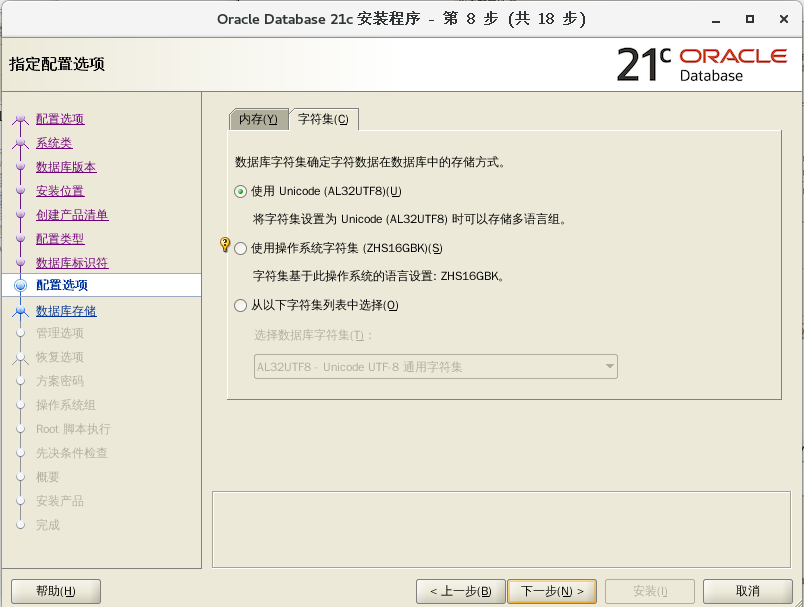 Oracle Database 21c 安装程序 - 第 8 步 (共 18 步)
指定配置选项
21c ORACLE
Database
配置选项
系统类
数据库版本
安装位置
创建产品清单
配置类型
数据库标识符
配置选项
数据库存储
管理选项
恢复选项
方案密码
操作系统组
Root 脚本执行
先决条件检查
概要
安装产品
完成
内存(Y) 字符集(C)
数据库字符集确定字符数据在数据库中的存储方式。
使用 Unicode (AL32UTF8)(U)
将字符集设置为 Unicode (AL32UTF8) 时可以存储多语言组。
使用操作系统字符集 (ZHS16GBK)(S)
字符集基于此操作系统的语言设置: ZHS16GBK。
从以下字符集列表中选择(O)
选择数据库字符集(T)：
AL32UTF8 - Unicode UTF-8 通用字符集
帮助(H) < 上一步(B) 下一步(N) > 安装(I) 取消